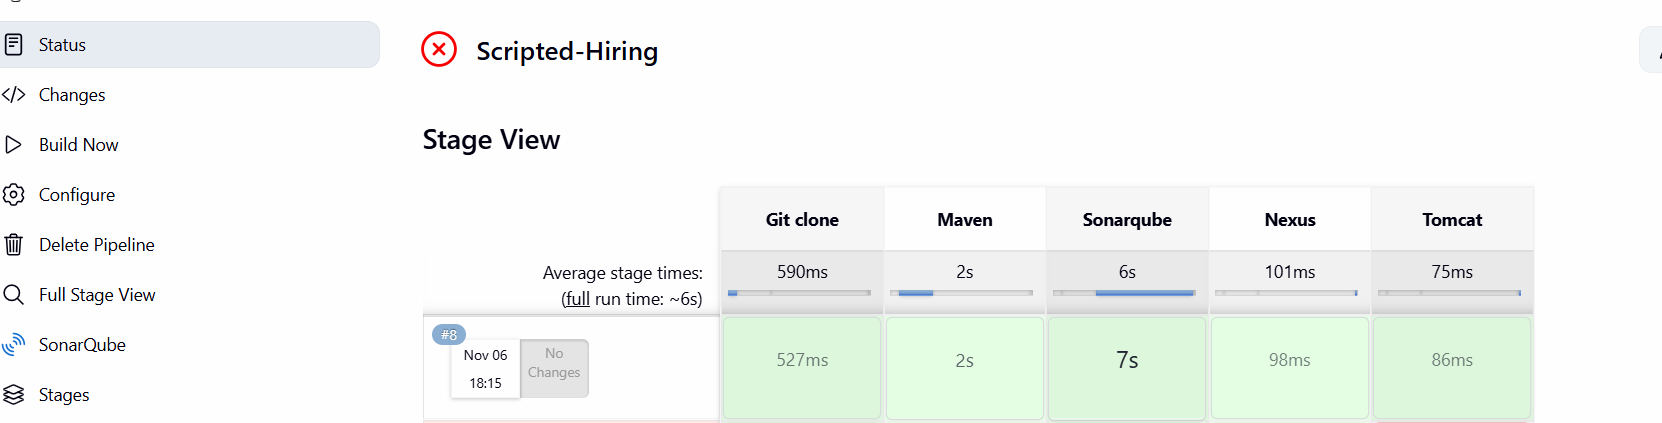 Status
Changes
Build Now
Configure
Delete Pipeline
Full Stage View
SonarQube
Stages
Scripted-Hiring
Stage View
Git clone Maven Sonarqube Nexus Tomcat
Average stage times: 590ms 2s 6s 101ms 75ms
(full run time: ~6s)
#8
Nov 06
18:15
No
Changes
527ms 2s 7s 98ms 86ms